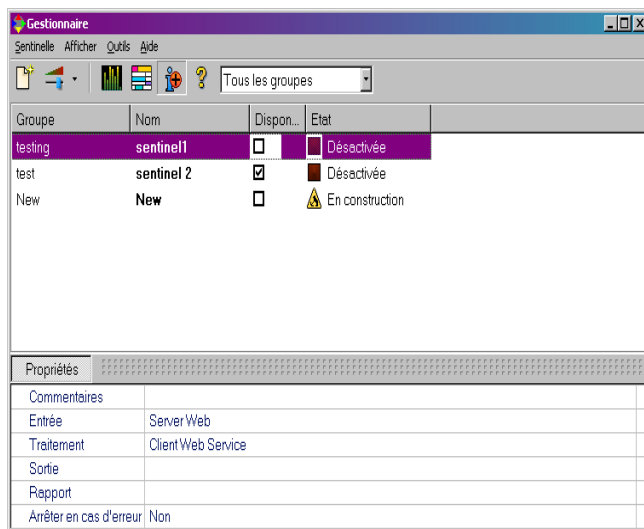 Gestionnaire
Sentinelle Afficher Outils Aide
Tous les groupes
Groupe Nom Dispon... Etat
testing sentinel1 Désactivée
test sentinel 2 Désactivée
New New En construction
Propriétés
Commentaires
Entrée Server Web
Traitement Client Web Service
Sortie
Rapport
Arrêter en cas d'erreur Non